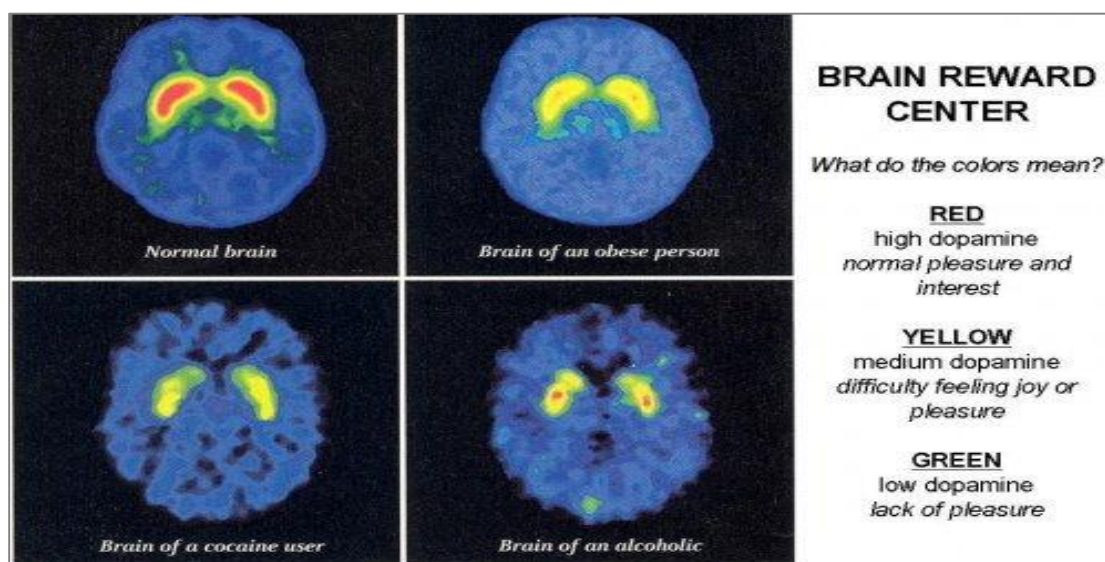 Normal brain
Brain of an obese person
Brain of a cocaine user
Brain of an alcoholic
BRAIN REWARD
CENTER
What do the colors mean?
RED
high dopamine
normal pleasure and
interest
YELLOW
medium dopamine
difficulty feeling joy or
pleasure
GREEN
low dopamine
lack of pleasure